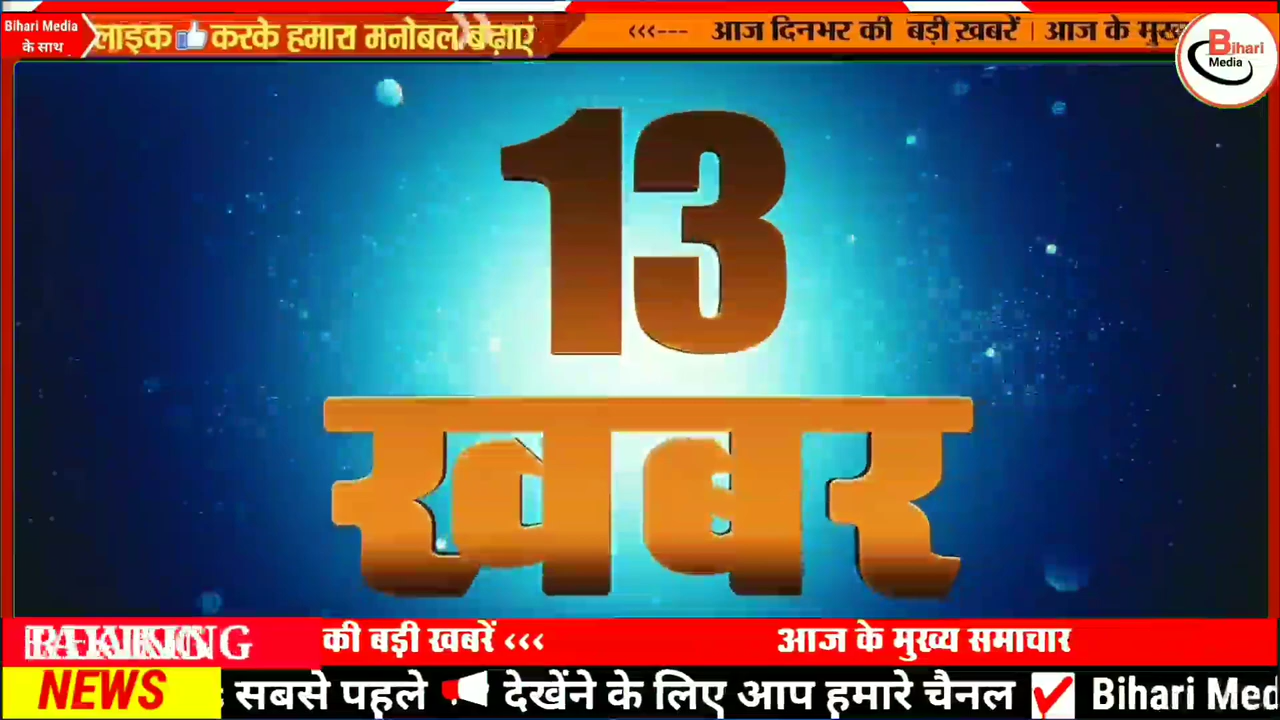 Bihari Media
के साथ
लाइक करके हमारा मनोबल बढ़ाएं
‹‹‹--- आज दिनभर की बड़ी ख़बरें | आज के
Bihari
Media
13
खबर
की बड़ी खबरें ‹‹‹ आज के मुख्य समाचार
NEWS
सबसे पहले देखेंने के लिए आप हमारे चैनल Bihari